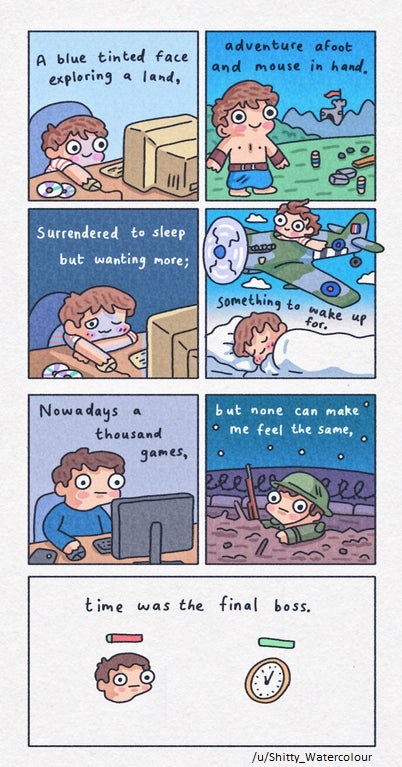 A blue tinted face
exploring a land,
adventure afoot
and mouse in hand.
Surrendered to sleep
but wanting more;
Something to wake up
for.
Nowadays a
thousand
games,
but none can make
me feel the same,
time was the final boss.
/u/Shitty_Watercolour